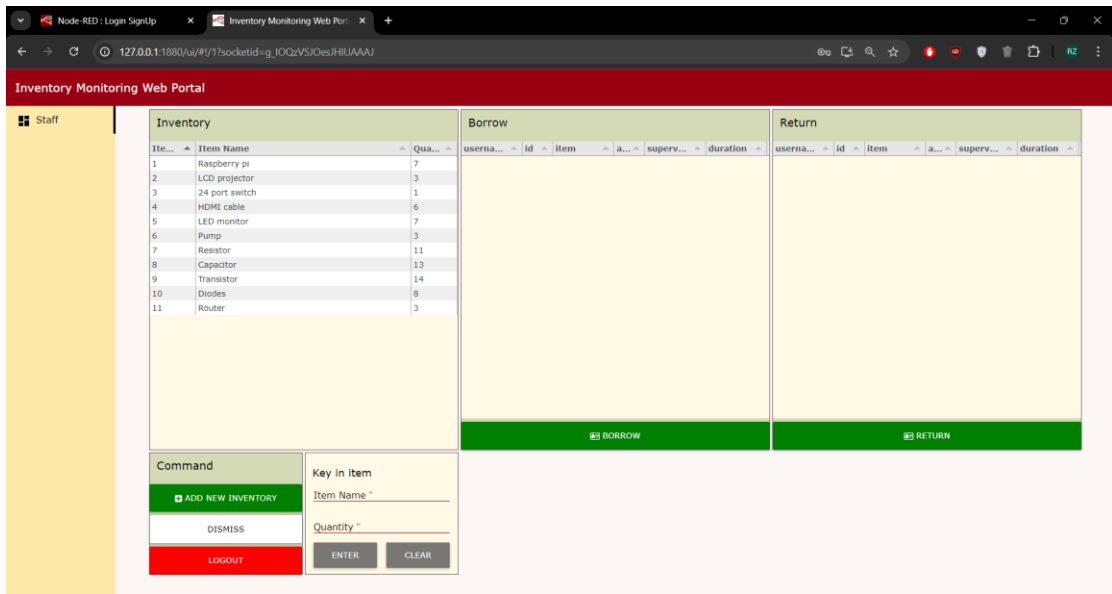 Node-RED : Login SignUp
Inventory Monitoring Web Port
127.0.0.1:1880/ui/#!/1?socketid=g_IOQzVSJOesJHIUAAAJ
RZ
Inventory Monitoring Web Portal
Staff
Inventory
Ite... Item Name Qua...
1 Raspberry pi 7
2 LCD projector 3
3 24 port switch 1
4 HDMI cable 6
5 LED monitor 7
6 Pump 3
7 Resistor 11
8 Capacitor 13
9 Transistor 14
10 Diodes 8
11 Router 3
Borrow
userna... id item a... superv... duration
BORROW
Return
userna... id item a... superv... duration
RETURN
Command
ADD NEW INVENTORY
DISMISS
LOGOUT
Key in item
Item Name *
Quantity *
ENTER CLEAR